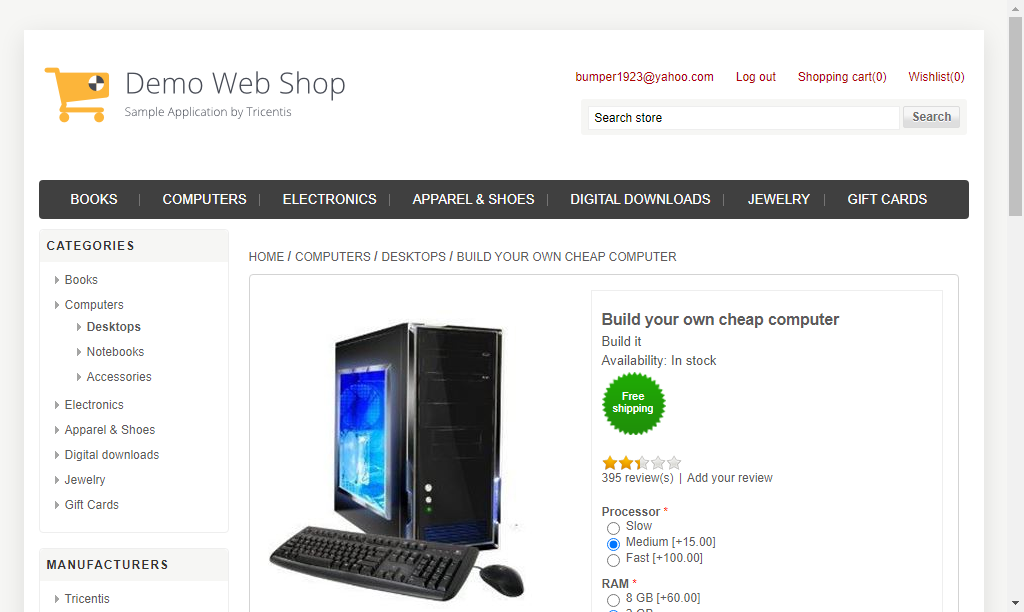 Demo Web Shop
Sample Application by Tricentis
bumper1923@yahoo.com Log out Shopping cart(0) Wishlist(0)
Search store Search
BOOKS | COMPUTERS | ELECTRONICS | APPAREL & SHOES | DIGITAL DOWNLOADS | JEWELRY | GIFT CARDS
CATEGORIES
Books
Computers
Desktops
Notebooks
Accessories
Electronics
Apparel & Shoes
Digital downloads
Jewelry
Gift Cards
MANUFACTURERS
Tricentis
HOME / COMPUTERS / DESKTOPS / BUILD YOUR OWN CHEAP COMPUTER
Build your own cheap computer
Build it
Availability: In stock
Free
shipping
395 review(s) | Add your review
Processor *
Slow
Medium [+15.00]
Fast [+100.00]
RAM *
8 GB [+60.00]